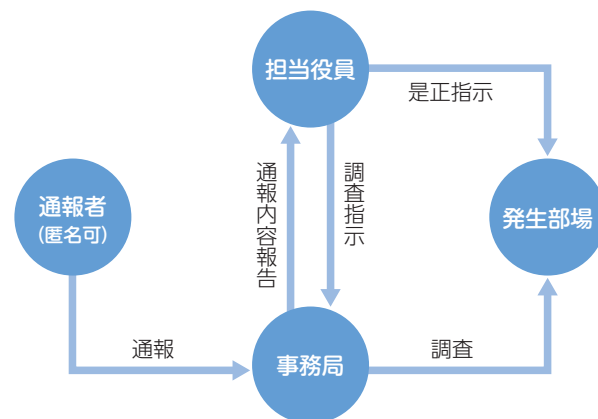 担当役員
是正指示
通報者
(匿名可)
通報内容報告
調査指示
発生部場
通報
事務局
調査